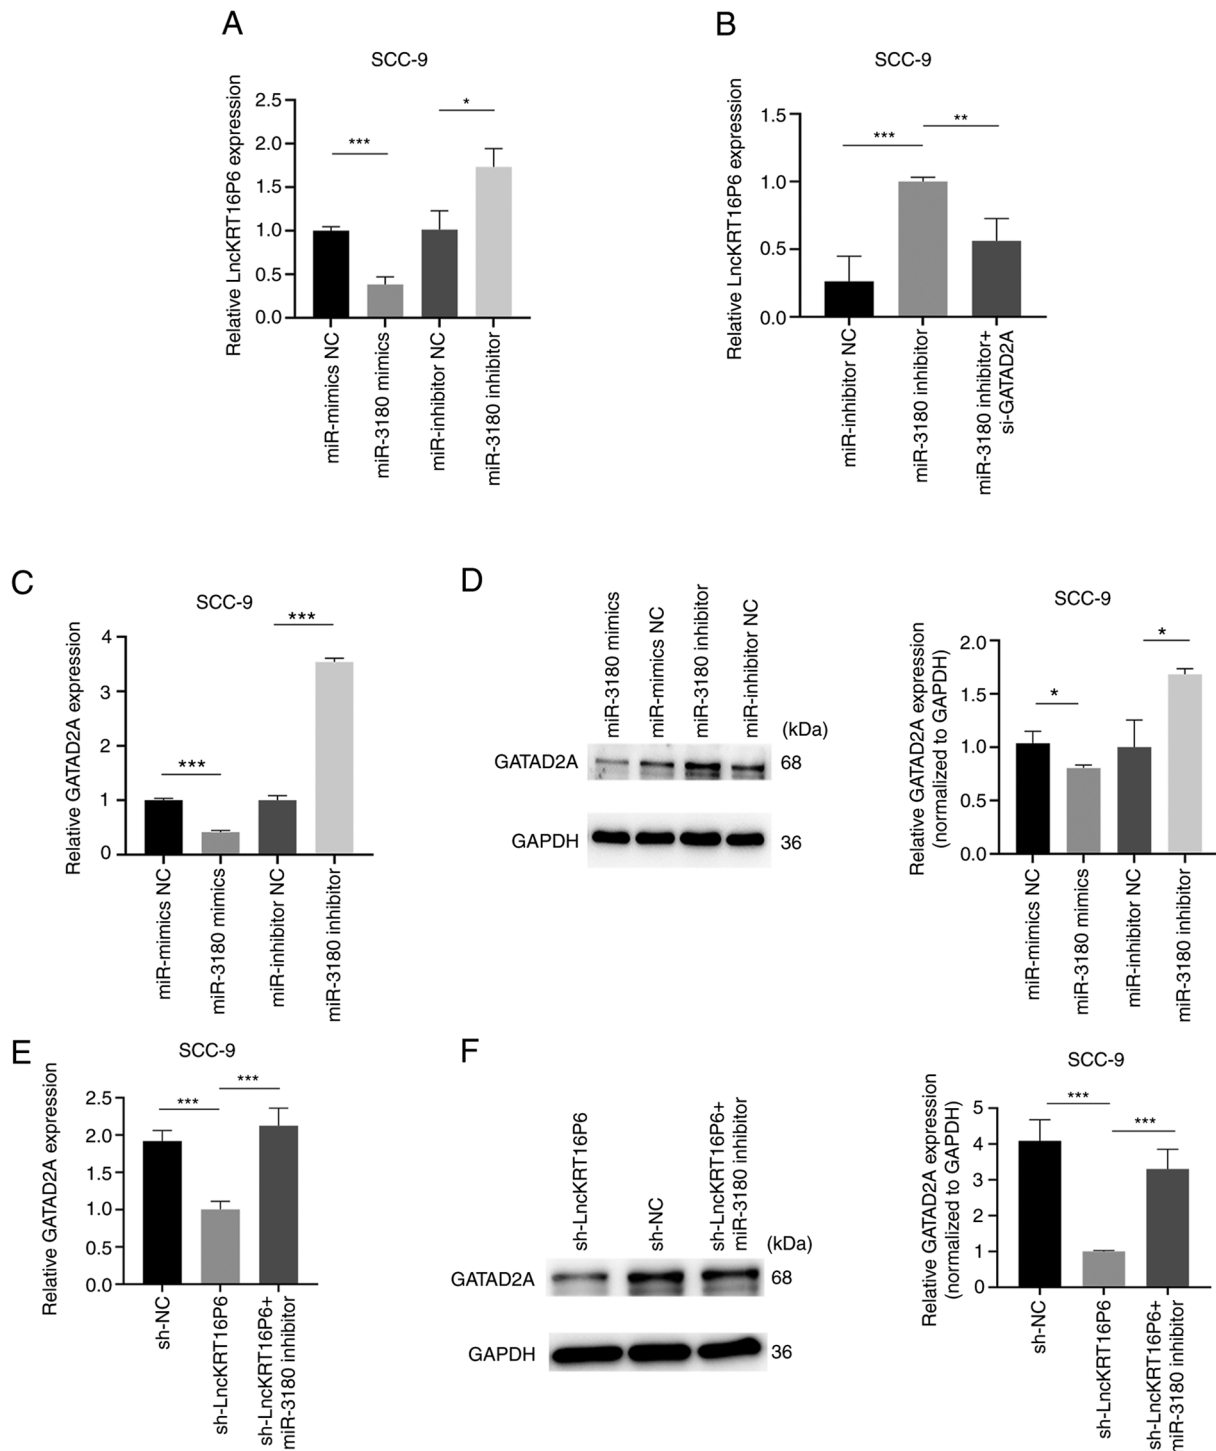 A
SCC-9
Relative LncKRT16P6 expression
2.5
2.0
1.5
1.0
0.5
0.0
***
*
miR-mimics NC
miR-3180 mimics
miR-inhibitor NC
miR-3180 inhibitor
B
SCC-9
Relative LncKRT16P6 expression
1.5
1.0
0.5
0.0
***
**
miR-inhibitor NC
miR-3180 inhibitor
miR-3180 inhibitor+
si-GATAD2A
C
SCC-9
Relative GATAD2A expression
4
3
2
1
0
***
***
miR-mimics NC
miR-3180 mimics
miR-inhibitor NC
miR-3180 inhibitor
D
miR-3180 mimics
miR-mimics NC
miR-3180 inhibitor
miR-inhibitor NC
(kDa)
GATAD2A
68
GAPDH
36
SCC-9
Relative GATAD2A expression
(normalized to GAPDH)
2.0
1.5
1.0
0.5
0.0
*
*
miR-mimics NC
miR-3180 mimics
miR-inhibitor NC
miR-3180 inhibitor
E
SCC-9
Relative GATAD2A expression
2.5
2.0
1.5
1.0
0.5
0.0
***
***
sh-NC
sh-LncKRT16P6
sh-LncKRT16P6+
miR-3180 inhibitor
F
sh-LncKRT16P6
sh-NC
sh-LncKRT16P6+
miR-3180 inhibitor
(kDa)
GATAD2A
68
GAPDH
36
SCC-9
Relative GATAD2A expression
(normalized to GAPDH)
5
4
3
2
1
0
***
***
sh-NC
sh-LncKRT16P6
sh-LncKRT16P6+
miR-3180 inhibitor